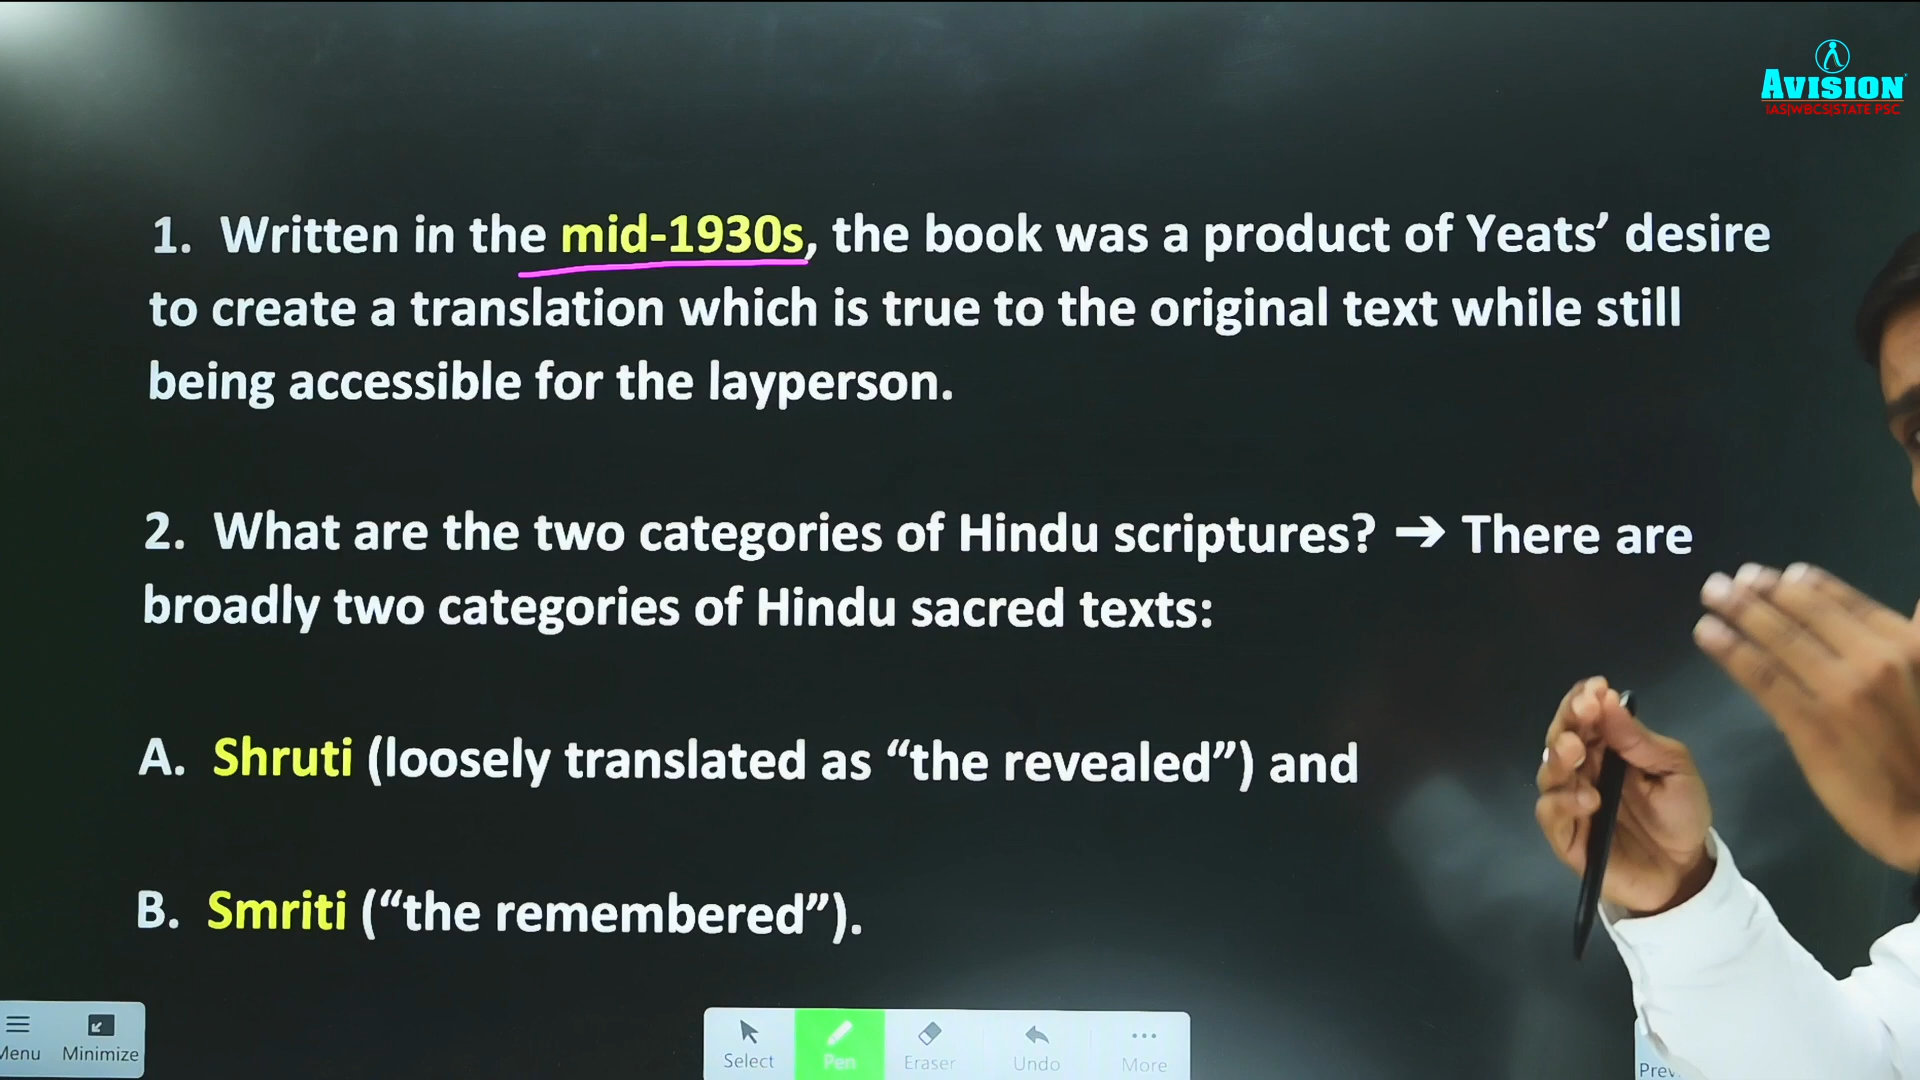 AVISION
IAS|WBCS|STATE PSC
1. Written in the mid-1930s, the book was a product of Yeats’ desire
to create a translation which is true to the original text while still
being accessible for the layperson.
2. What are the two categories of Hindu scriptures? ➔ There are
broadly two categories of Hindu sacred texts:
A. Shruti (loosely translated as “the revealed”) and
B. Smriti (“the remembered”).
Menu Minimize
Select Pen Eraser Undo More